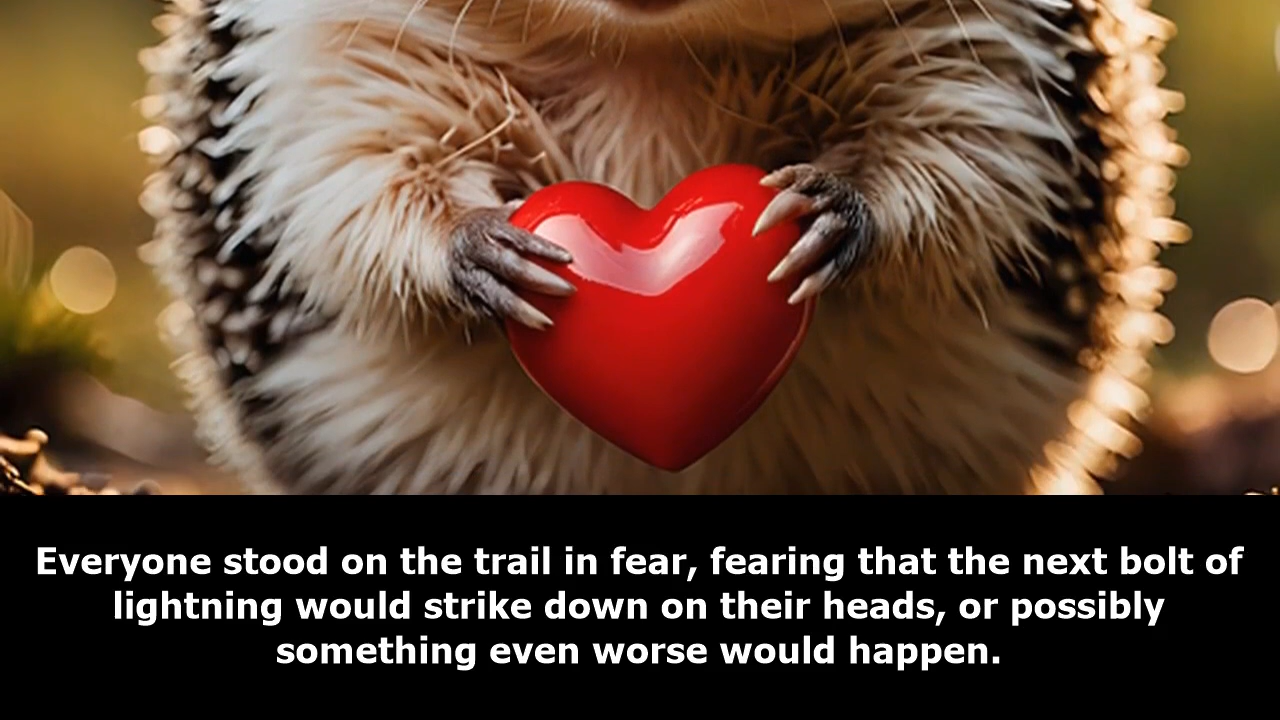 Everyone stood on the trail in fear, fearing that the next bolt of
lightning would strike down on their heads, or possibly
something even worse would happen.